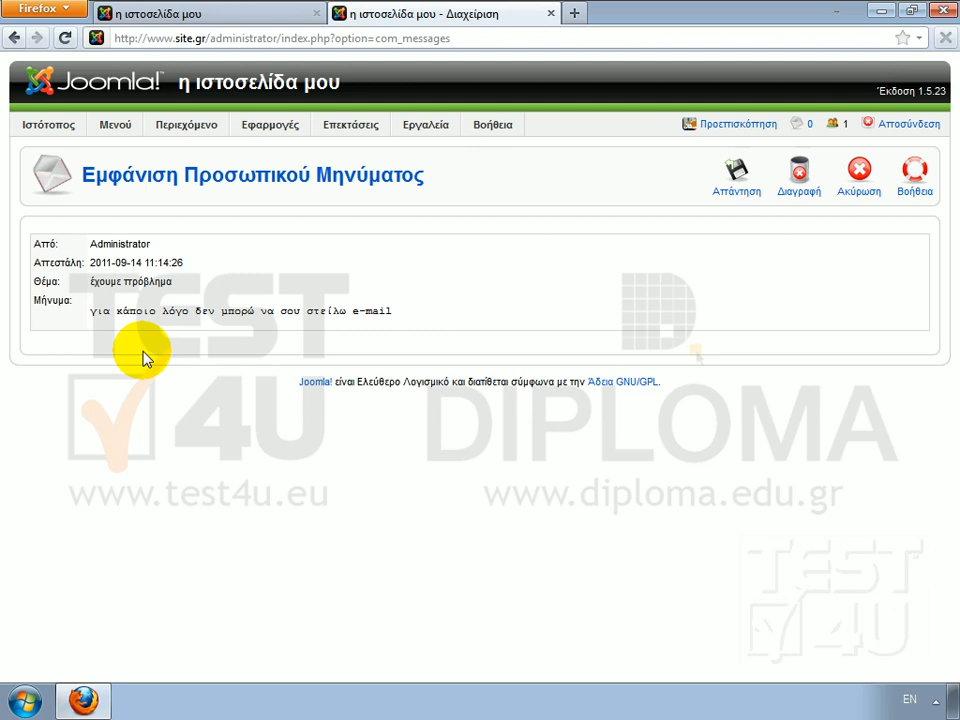 Firefox
η ιστοσελίδα μου
η ιστοσελίδα μου - Διαχείριση
http://www.site.gr/administrator/index.php?option=com_messages
Joomla! η ιστοσελίδα μου
Έκδοση 1.5.23
Ιστότοπος Μενού Περιεχόμενο Εφαρμογές Επεκτάσεις Εργαλεία Βοήθεια Προεπισκόπηση 0 1 Αποσύνδεση
Εμφάνιση Προσωπικού Μηνύματος
Απάντηση Διαγραφή Ακύρωση Βοήθεια
Από: Administrator
Απεστάλη: 2011-09-14 11:14:26
Θέμα: έχουμε πρόβλημα
Μήνυμα:
για κάποιο λόγο δεν μπορώ να σου στείλω e-mail
Joomla! είναι Ελεύθερο Λογισμικό και διατίθεται σύμφωνα με την Άδεια GNU/GPL.
TEST
4U
www.test4u.eu
D.
DIPLOMA
www.diploma.edu.gr
TEST
4U
EN